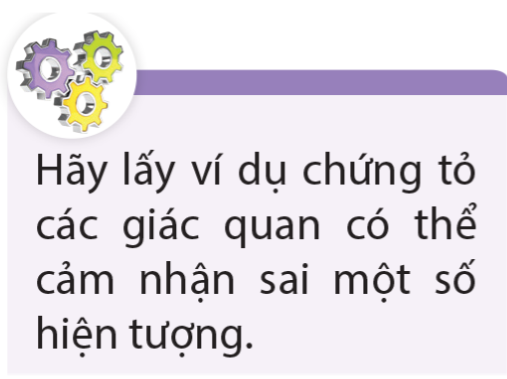 Hãy lấy ví dụ chứng tỏ
các giác quan có thể
cảm nhận sai một số
hiện tượng.